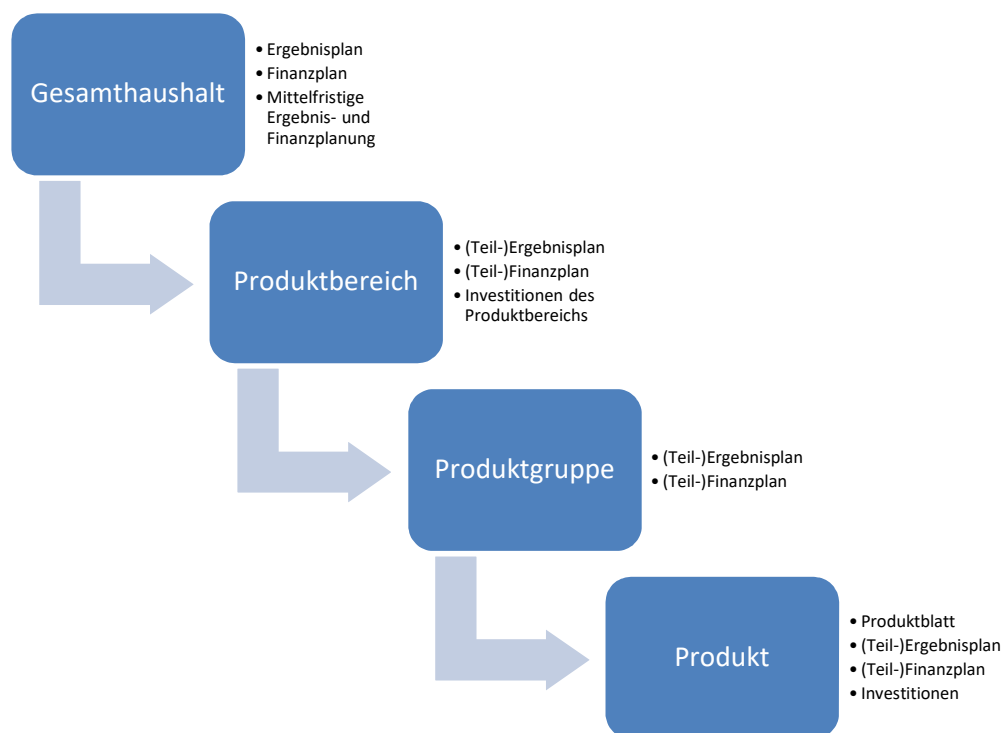 Gesamthaushalt
• Ergebnisplan
• Finanzplan
• Mittelfristige
Ergebnis- und
Finanzplanung
Produktbereich
• (Teil-)Ergebnisplan
• (Teil-)Finanzplan
• Investitionen des
Produktbereichs
Produktgruppe
• (Teil-)Ergebnisplan
• (Teil-)Finanzplan
Produkt
• Produktblatt
• (Teil-)Ergebnisplan
• (Teil-)Finanzplan
• Investitionen